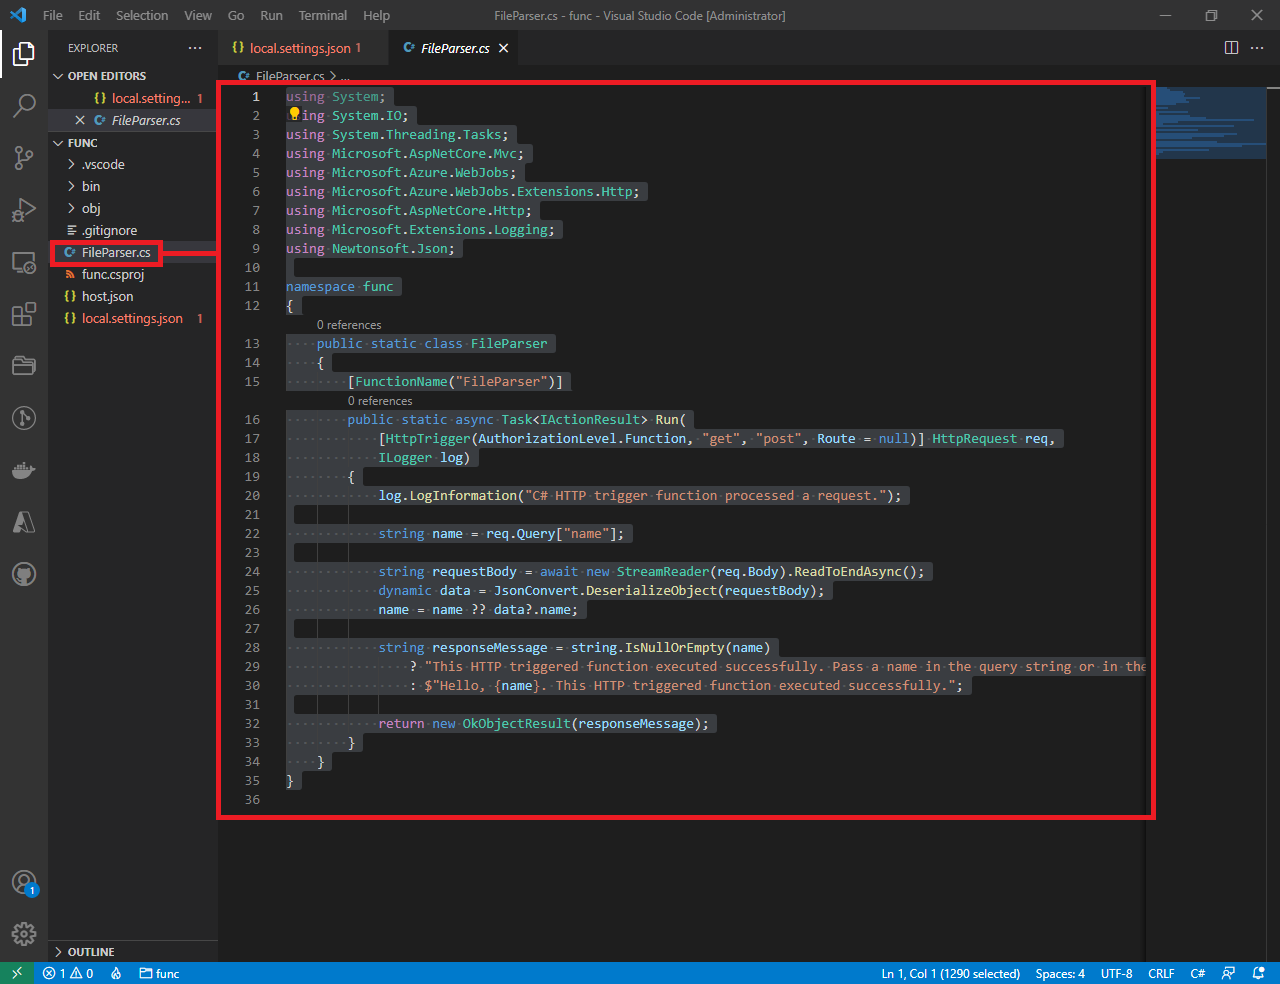 File Edit Selection View Go Run Terminal Help FileParser.cs - func - Visual Studio Code [Administrator]
EXPLORER ···
{} local.settings.json 1
C# FileParser.cs ✕
···
C# FileParser.cs > ...
OPEN EDITORS
{} local.setting... 1
✕ C# FileParser.cs
FUNC
.vscode
bin
obj
.gitignore
C# FileParser.cs
func.csproj
{} host.json
{} local.settings.json 1
OUTLINE
1 using System;
2 ing System.IO;
3 using System.Threading.Tasks;
4 using Microsoft.AspNetCore.Mvc;
5 using Microsoft.Azure.WebJobs;
6 using Microsoft.Azure.WebJobs.Extensions.Http;
7 using Microsoft.AspNetCore.Http;
8 using Microsoft.Extensions.Logging;
9 using Newtonsoft.Json;
10
11 namespace func
12 {
0 references
13 public static class FileParser
14 {
15 [FunctionName("FileParser")]
0 references
16 public static async Task<IActionResult> Run(
17 [HttpTrigger(AuthorizationLevel.Function, "get", "post", Route = null)] HttpRequest req,
18 ILogger log)
19 {
20 log.LogInformation("C# HTTP trigger function processed a request.");
21
22 string name = req.Query["name"];
23
24 string requestBody = await new StreamReader(req.Body).ReadToEndAsync();
25 dynamic data = JsonConvert.DeserializeObject(requestBody);
26 name = name ?? data?.name;
27
28 string responseMessage = string.IsNullOrEmpty(name)
29 ? "This HTTP triggered function executed successfully. Pass a name in the query string or in the
30 : $"Hello, {name}. This HTTP triggered function executed successfully.";
31
32 return new OkObjectResult(responseMessage);
33 }
34 }
35 }
36
1
1 0 func Ln 1, Col 1 (1290 selected) Spaces: 4 UTF-8 CRLF C#